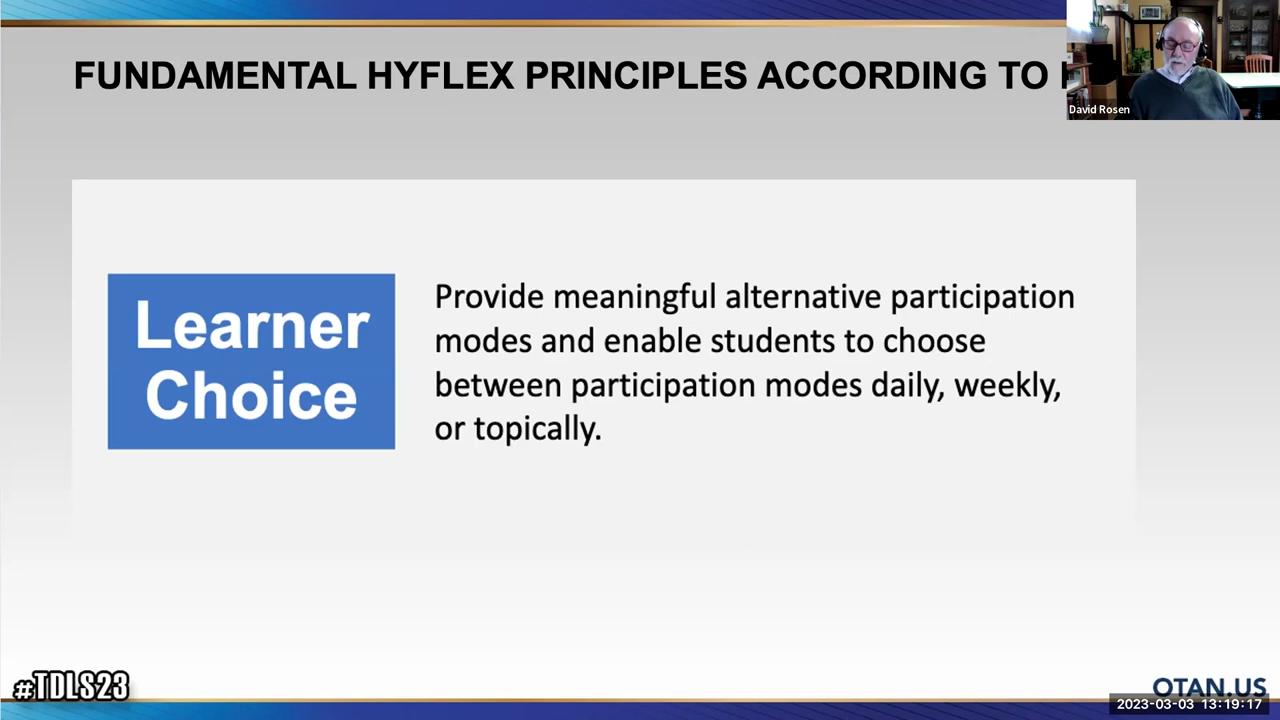 FUNDAMENTAL HYFLEX PRINCIPLES ACCORDING TO
David Rosen
Learner
Choice
Provide meaningful alternative participation
modes and enable students to choose
between participation modes daily, weekly,
or topically.
#TDLS23
OTAN.US
2023-03-03 13:19:17